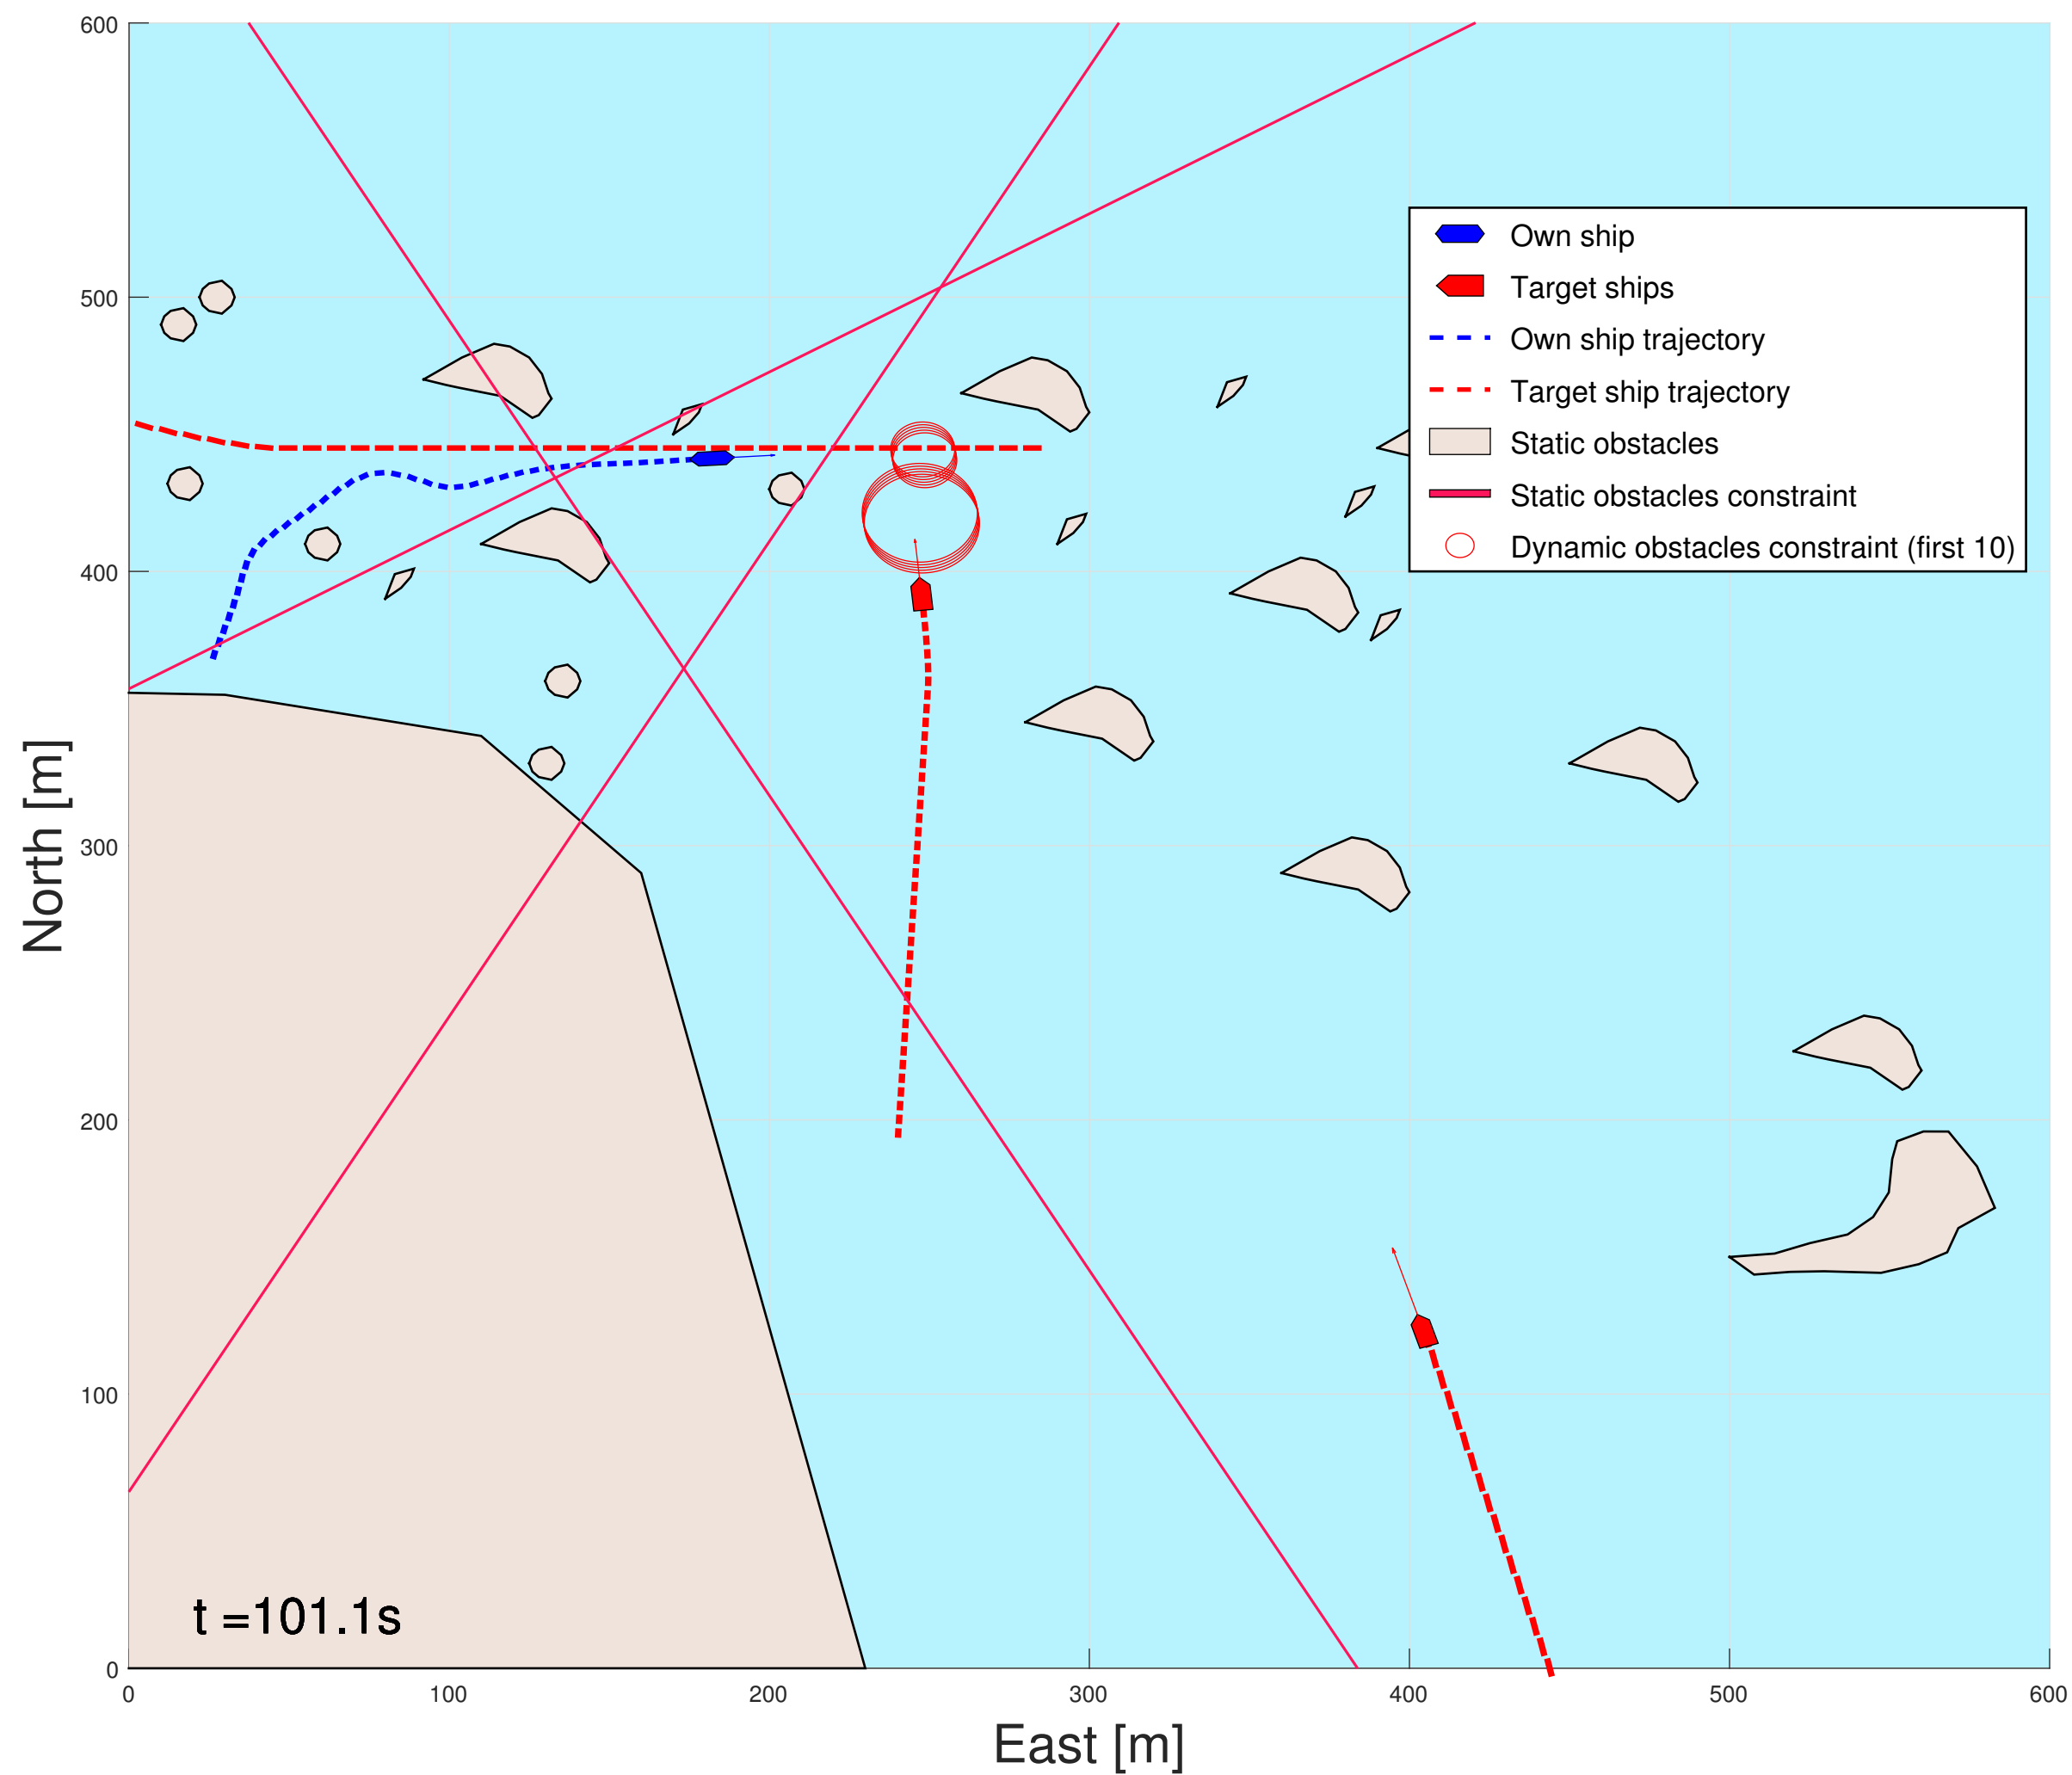 600
500
400
300
200
100
0
North [m]
Own ship
Target ships
Own ship trajectory
Target ship trajectory
Static obstacles
Static obstacles constraint
Dynamic obstacles constraint (first 10)
t =101.1s
0 100 200 300 400 500 600
East [m]